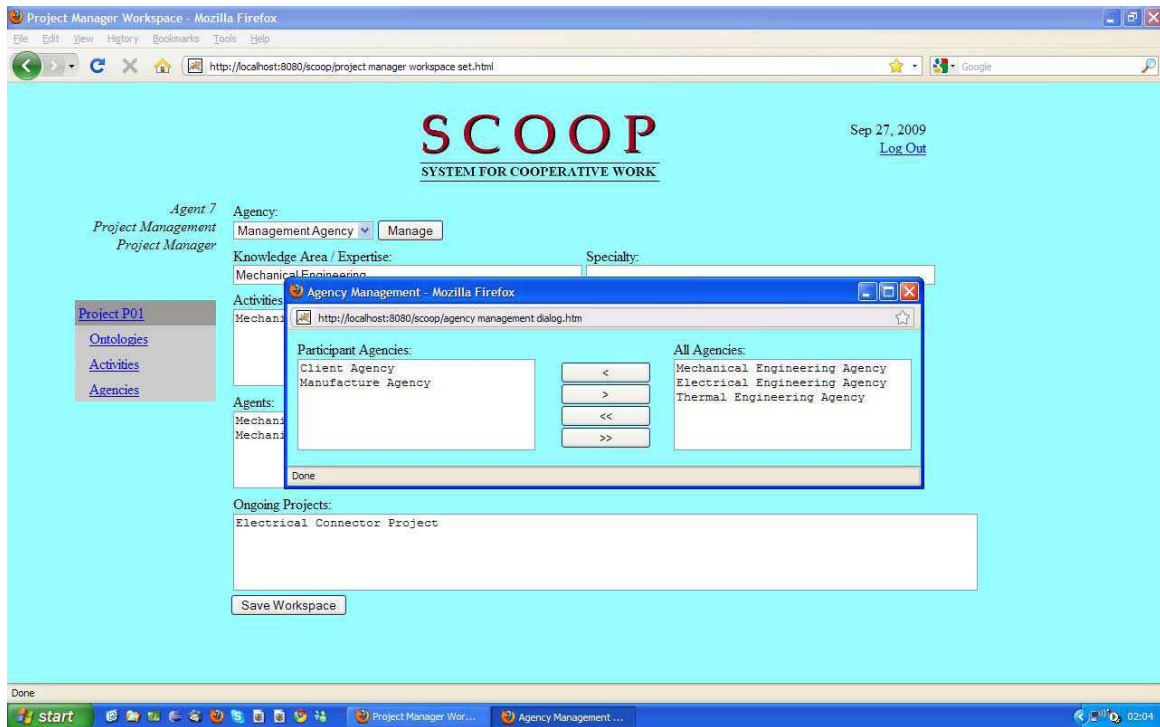 Project Manager Workspace - Mozilla Firefox
File Edit View History Bookmarks Tools Help
http://localhost:8080/scoop/project manager workspace set.html
Google
SCOOP
SYSTEM FOR COOPERATIVE WORK
Sep 27, 2009
Log Out
Agent 7
Project Management
Project Manager
Project P01
Ontologies
Activities
Agencies
Agency:
Management Agency
Manage
Knowledge Area / Expertise:
Specialty:
Mechanical Engineering
Activities
Mechani
Agents:
Mechani
Mechani
Agency Management - Mozilla Firefox
http://localhost:8080/scoop/agency management dialog.htm
Participant Agencies:
Client Agency
Manufacture Agency
<
>
<<
>>
All Agencies:
Mechanical Engineering Agency
Electrical Engineering Agency
Thermal Engineering Agency
Done
Ongoing Projects:
Electrical Connector Project
Save Workspace
Done
start
Project Manager Wor...
Agency Management ...
02:04